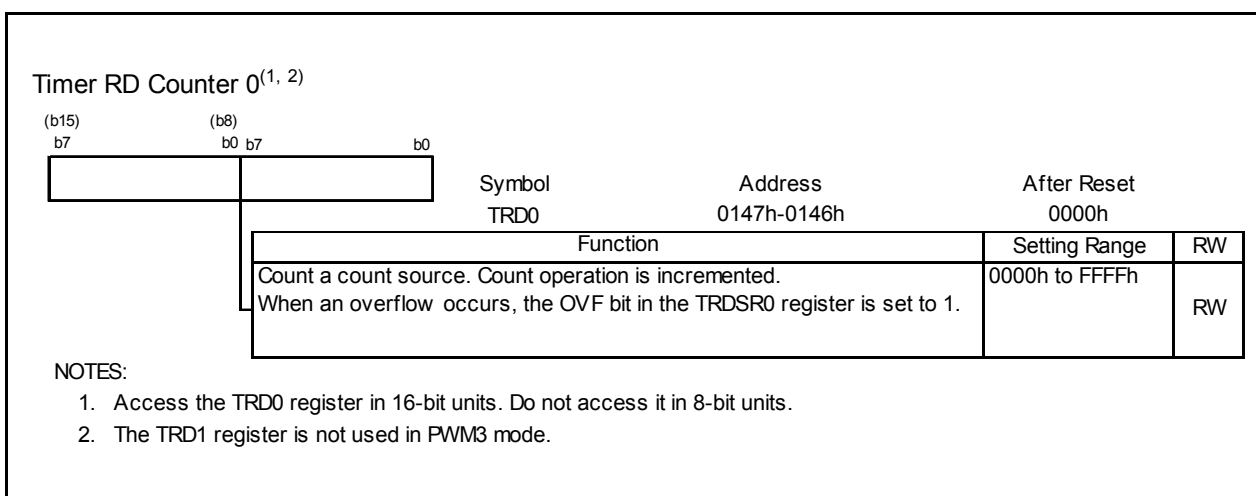 Timer RD Counter 0(1, 2)
(b15) (b8)
b7 b0 b7 b0
Symbol Address After Reset
TRD0 0147h-0146h 0000h
Function Setting Range RW
Count a count source. Count operation is incremented. 0000h to FFFFh
When an overflow occurs, the OVF bit in the TRDSR0 register is set to 1. RW
NOTES:
1. Access the TRD0 register in 16-bit units. Do not access it in 8-bit units.
2. The TRD1 register is not used in PWM3 mode.